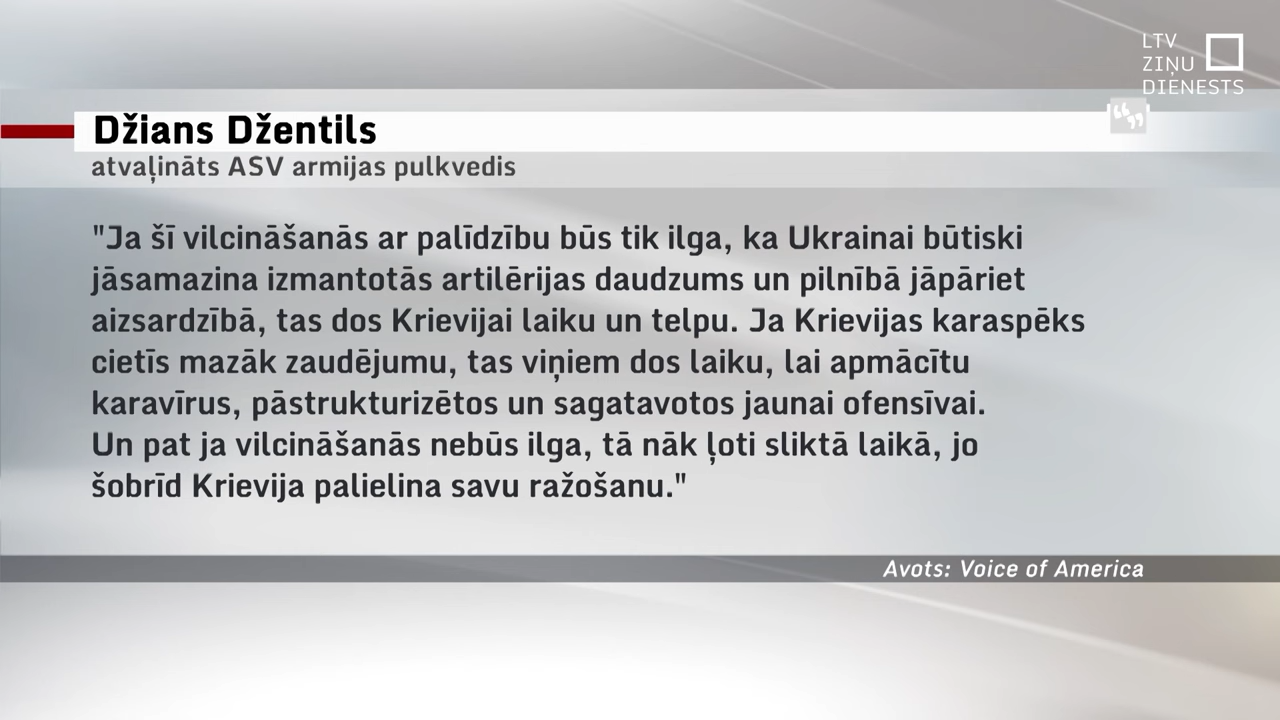 LTV
ZIŅU
DIENESTS
Džians Džentils
atvaļināts ASV armijas pulkvedis
"Ja šī vilcināšanās ar palīdzību būs tik ilga, ka Ukrainai būtiski
jāsamazina izmantotās artilērijas daudzums un pilnībā jāpāriet
aizsardzībā, tas dos Krievijai laiku un telpu. Ja Krievijas karaspēks
cietīs mazāk zaudējumu, tas viņiem dos laiku, lai apmācītu
karavīrus, pāstrukturizētos un sagatavotos jaunai ofensīvai.
Un pat ja vilcināšanās nebūs ilga, tā nāk ļoti sliktā laikā, jo
šobrīd Krievija palielina savu ražošanu."
Avots: Voice of America